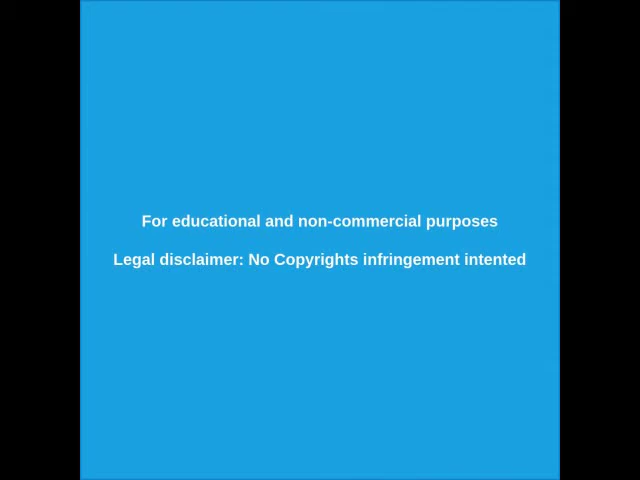 For educational and non-commercial purposes
Legal disclaimer: No Copyrights infringement intented